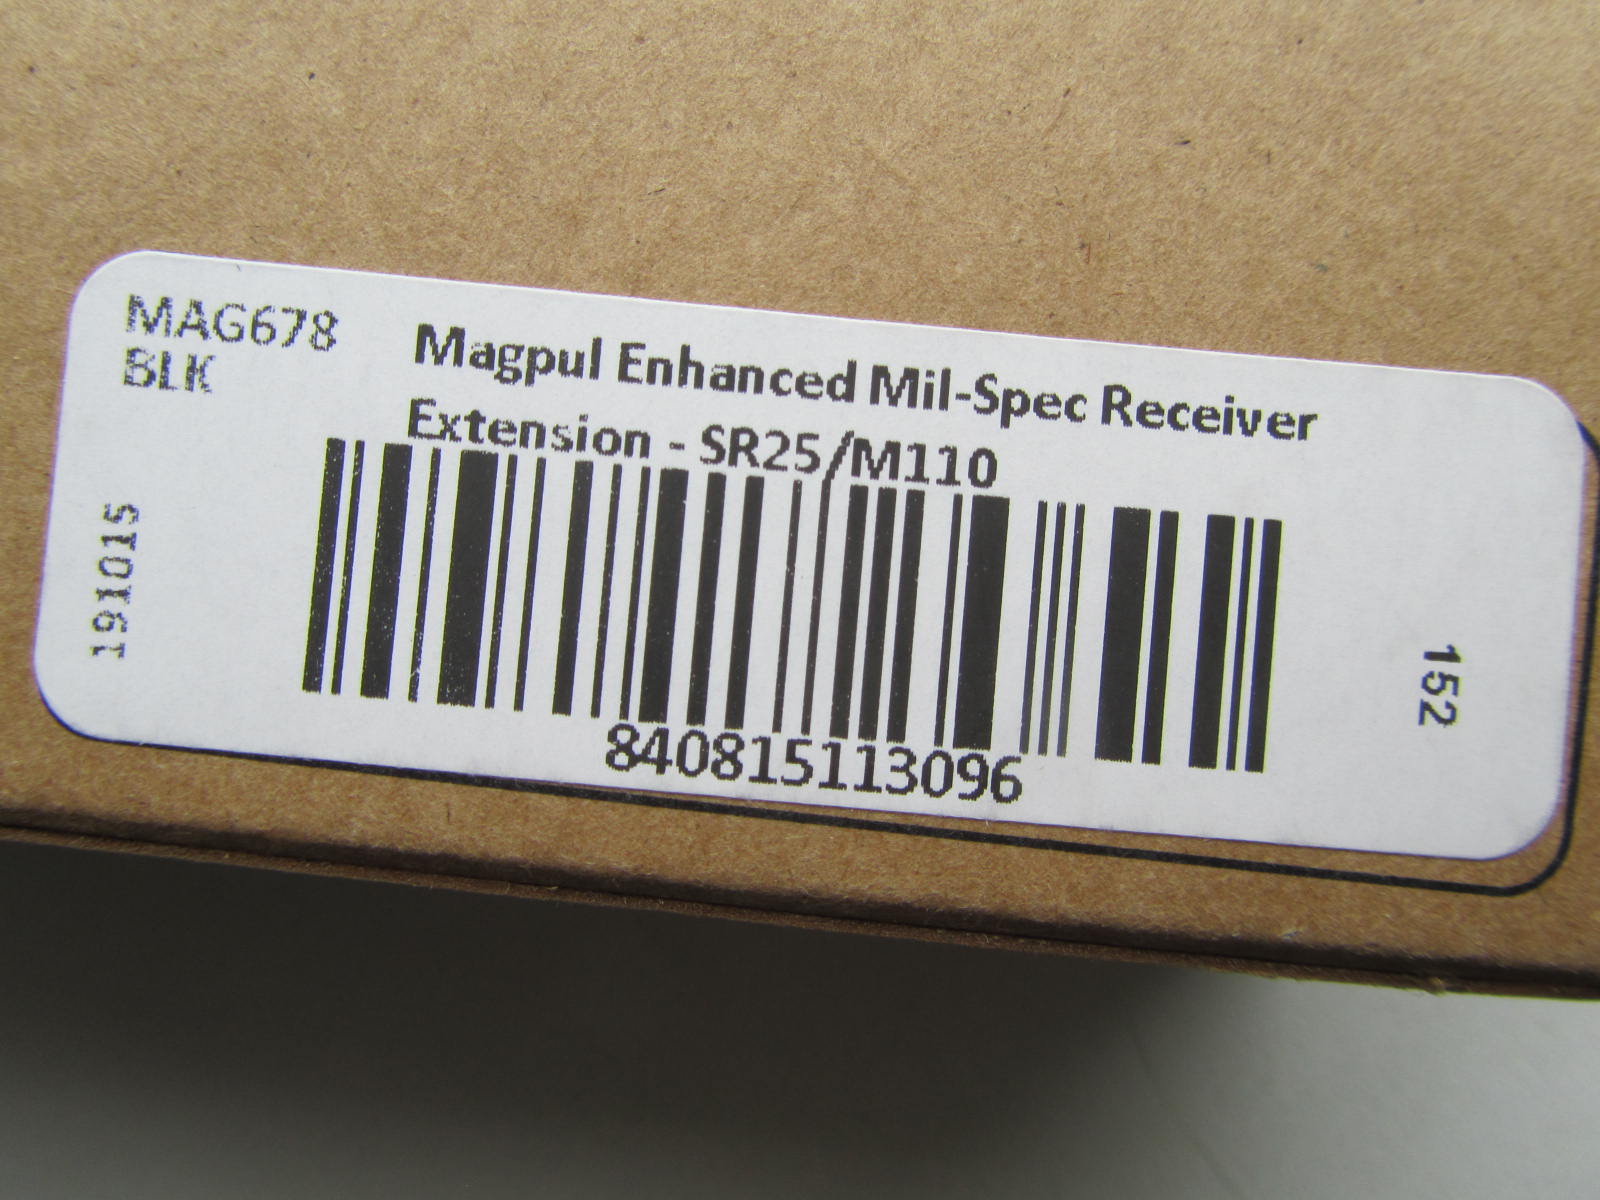 MAG678
BLK
Magpul Enhanced Mil-Spec Receiver
Extension - SR25/M110
191015
152
840815113096